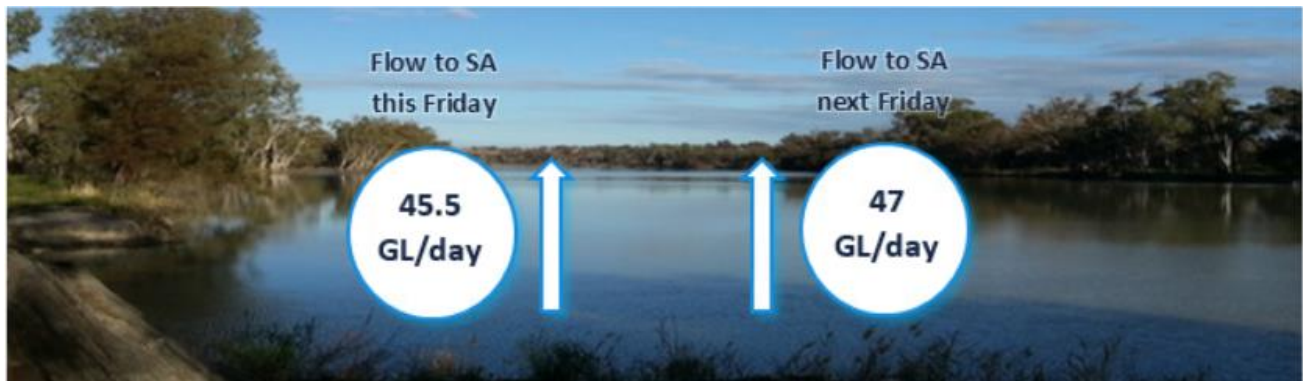 Flow to SA
this Friday
45.5
GL/day
Flow to SA
next Friday
47
GL/day